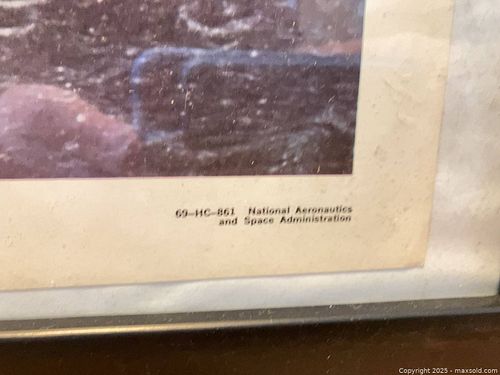 69-HC-861 National Aeronautics
and Space Administration
Copyright 2025 - maxsold.com